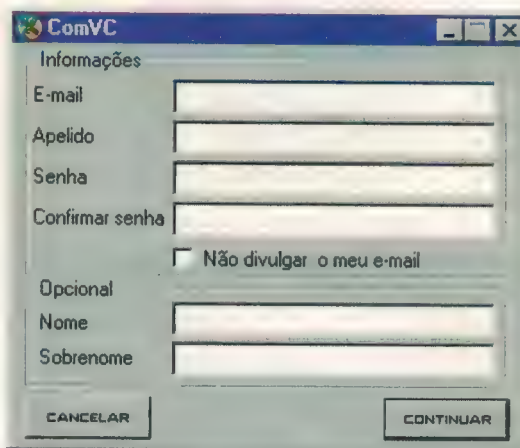 ComVC
Informações
E-mail
Apelido
Senha
Confirmar senha
Não divulgar o meu e-mail
Opcional
Nome
Sobrenome
CANCELAR
CONTINUAR